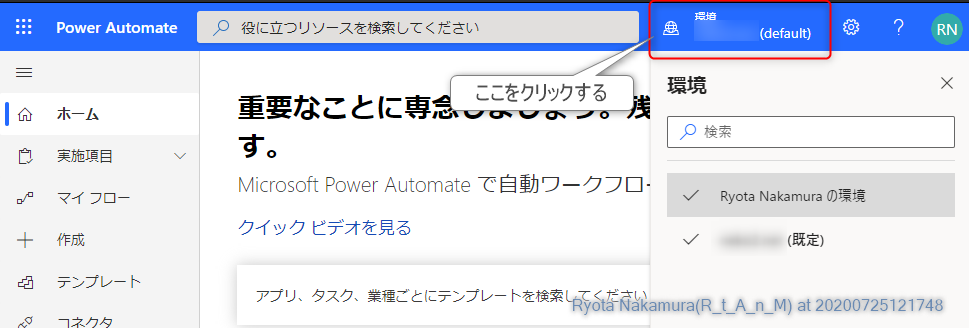 Power Automate
役に立つリソースを検索してください
環境
(default)
?
RN
ここをクリックする
ホーム
実施項目
マイ フロー
作成
テンプレート
コネクタ
重要なことに専念しましょう。残
す。
Microsoft Power Automate で自動ワークフロー
クイック ビデオを見る
アプリ、タスク、業種ごとにテンプレートを検索してください
環境
検索
Ryota Nakamura の環境
(既定)
Ryota Nakamura(R_t_A_n_M) at 20200725121748